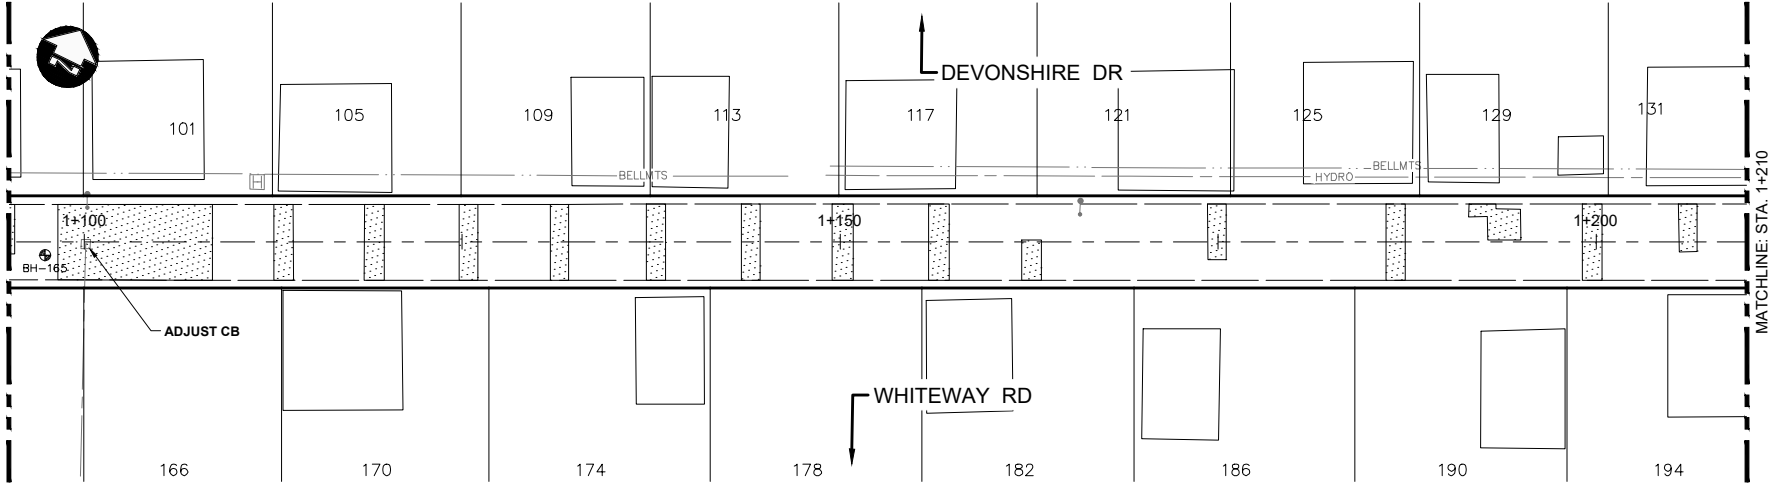 N
DEVONSHIRE DR
101
105
109
113
117
121
125
129
131
BELLMTS
BELLMTS
HYDRO
H
1+100
1+150
1+200
BH-165
ADJUST CB
WHITEWAY RD
166
170
174
178
182
186
190
194
MATCHLINE STA. 1+210